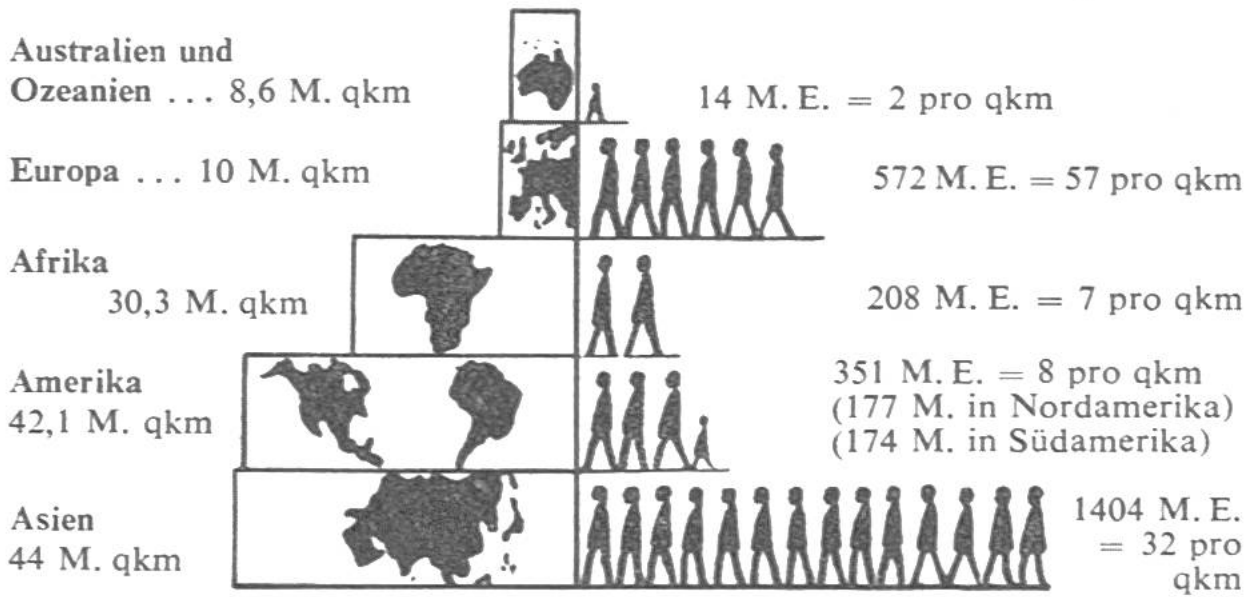 Australien und
Ozeanien ... 8,6 M. qkm
14 M. E. = 2 pro qkm
Europa ... 10 M. qkm
572 M. E. = 57 pro qkm
Afrika
30,3 M. qkm
208 M. E. = 7 pro qkm
Amerika
42,1 M. qkm
351 M. E. = 8 pro qkm
(177 M. in Nordamerika)
(174 M. in Südamerika)
Asien
44 M. qkm
1404 M. E.
= 32 pro
qkm